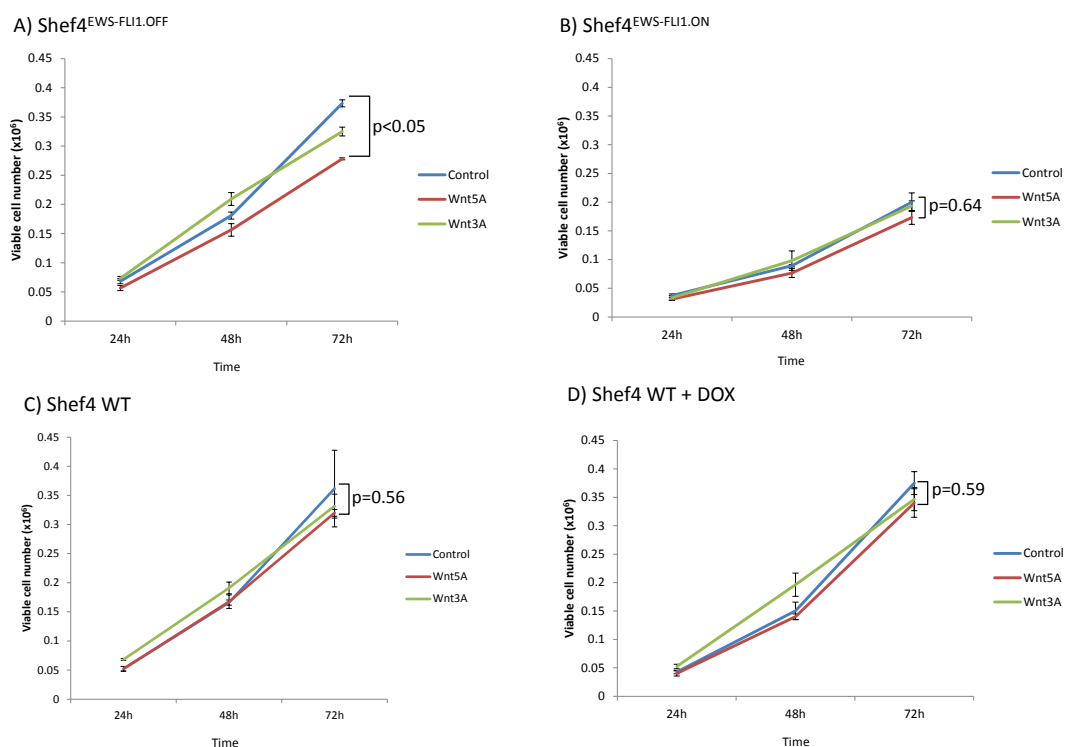 A) Shef4EWS-FLI1.OFF
Viable cell number (x10⁶)
0.45
0.4
0.35
0.3
0.25
0.2
0.15
0.1
0.05
0
24h
48h
72h
Time
p<0.05
Control
Wnt5A
Wnt3A
B) Shef4EWS-FLI1.ON
Viable cell number (x10⁶)
0.45
0.4
0.35
0.3
0.25
0.2
0.15
0.1
0.05
0
24h
48h
72h
Time
p=0.64
Control
Wnt5A
Wnt3A
C) Shef4 WT
Viable cell number (x10⁶)
0.45
0.4
0.35
0.3
0.25
0.2
0.15
0.1
0.05
0
24h
48h
72h
Time
p=0.56
Control
Wnt5A
Wnt3A
D) Shef4 WT + DOX
Viable cell number (x10⁶)
0.45
0.4
0.35
0.3
0.25
0.2
0.15
0.1
0.05
0
24h
48h
72h
Time
p=0.59
Control
Wnt5A
Wnt3A